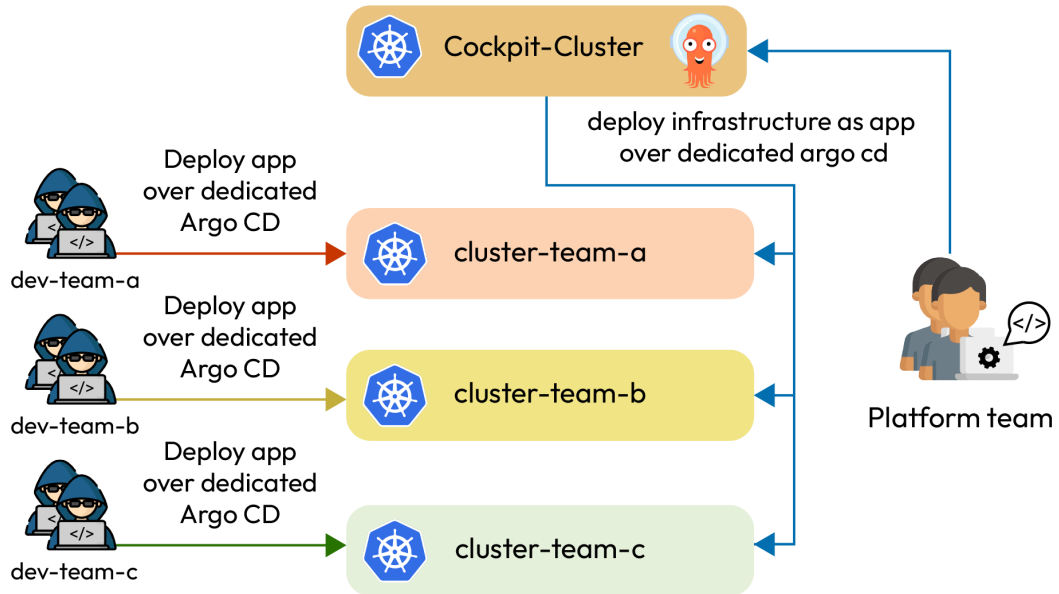 Cockpit-Cluster
deploy infrastructure as app
over dedicated argo cd
Deploy app
over dedicated
Argo CD
</>
dev-team-a
cluster-team-a
Deploy app
over dedicated
Argo CD
</>
dev-team-b
cluster-team-b
</>
Platform team
Deploy app
over dedicated
Argo CD
</>
dev-team-c
cluster-team-c